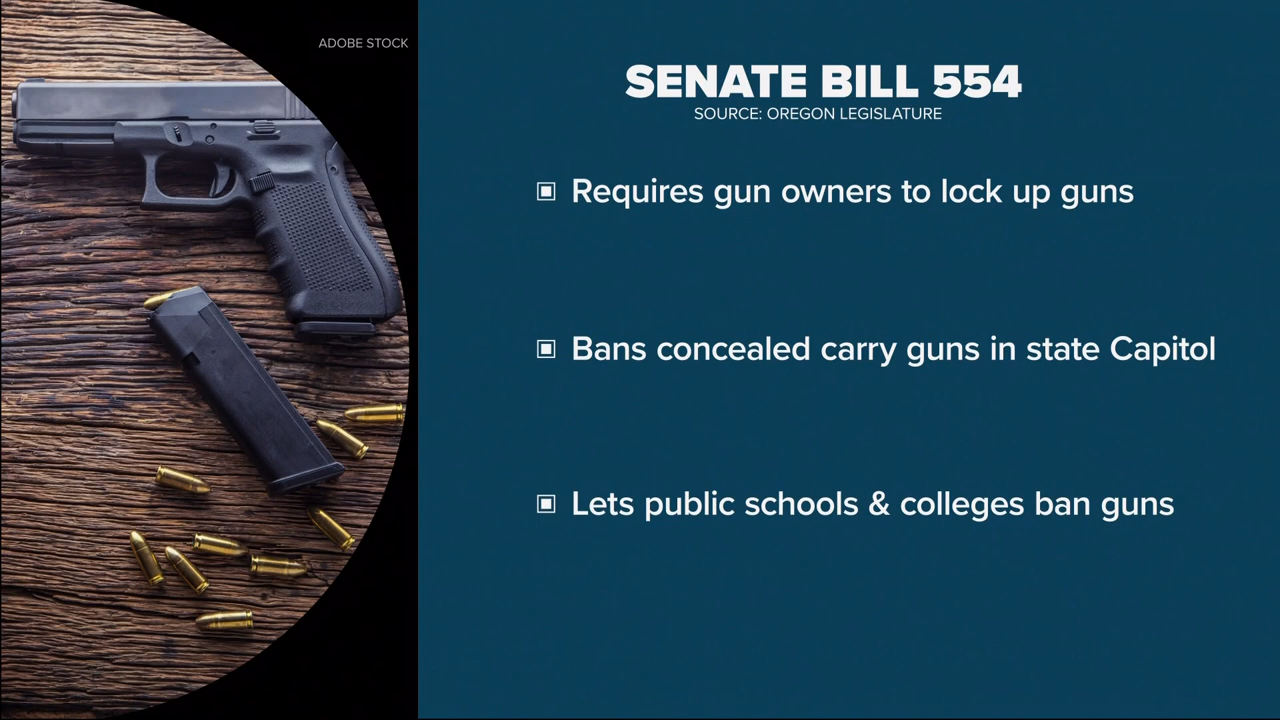 ADOBE STOCK
SENATE BILL 554
SOURCE: OREGON LEGISLATURE
Requires gun owners to lock up guns
Bans concealed carry guns in state Capitol
Lets public schools & colleges ban guns